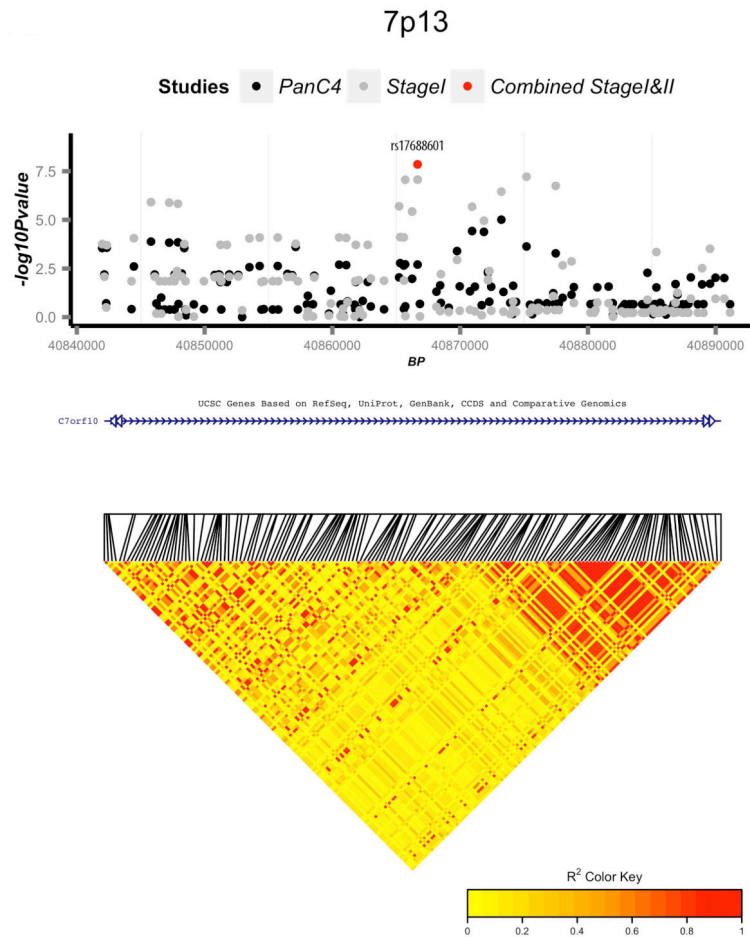 7p13
Studies PanC4 StageI Combined StageI&II
rs17688601
7.5
5.0
2.5
0.0
-log10Pvalue
40840000 40850000 40860000 40870000 40880000 40890000
BP
UCSC Genes Based on RefSeq, UniProt, GenBank, CCDS and Comparative Genomics
C7orf10
R² Color Key
0 0.2 0.4 0.6 0.8 1